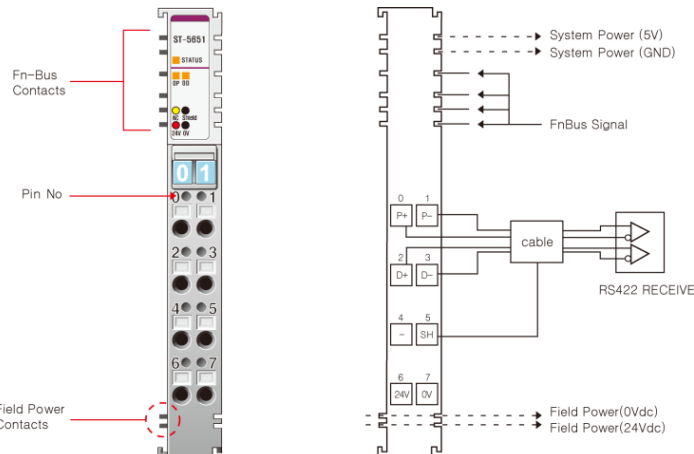 ST-5651
STATUS
DP DD
NC Shield
24V 0V
Fn-Bus
Contacts
0 1
Pin No
0 1
2 3
4 5
6 7
Field Power
Contacts
System Power (5V)
System Power (GND)
FnBus Signal
0 1
P+ P-
cable
2 3
D+ D-
RS422 RECEIVE
4 5
- SH
6 7
24V 0V
Field Power(0Vdc)
Field Power(24Vdc)